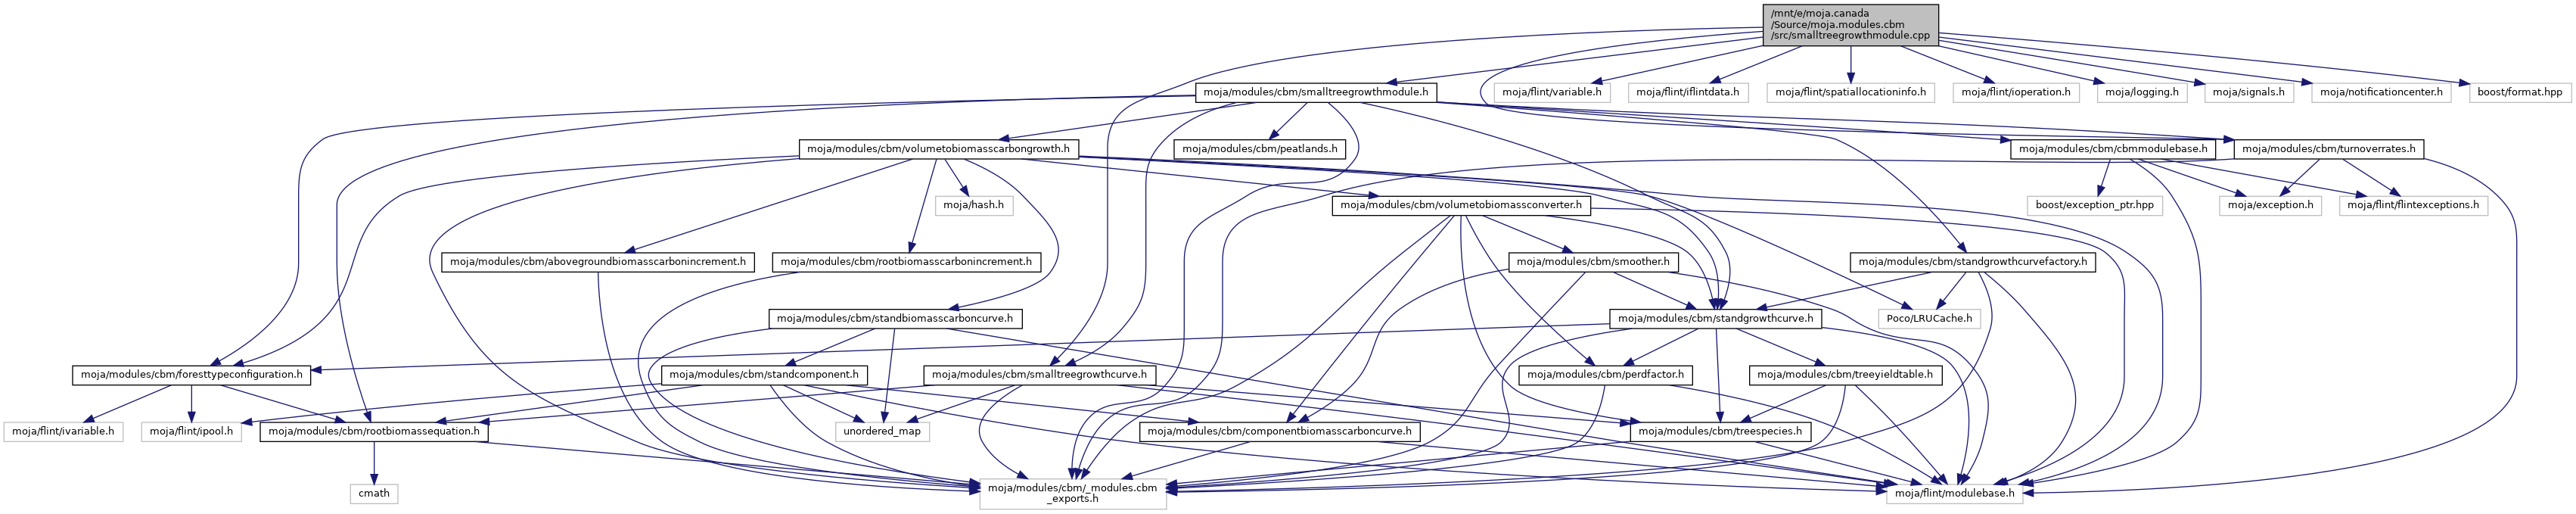 /mnt/e/moja.canada
/Source/moja.modules.cbm
/src/smalltreegrowthmodule.cpp
moja/modules/cbm/smalltreegrowthmodule.h
moja/flint/variable.h
moja/flint/iflintdata.h
moja/flint/spatiallocationinfo.h
moja/flint/ioperation.h
moja/logging.h
moja/signals.h
moja/notificationcenter.h
boost/format.hpp
moja/modules/cbm/volumetobiomasscarbongrowth.h
moja/modules/cbm/peatlands.h
moja/modules/cbm/cbmmodulebase.h
moja/modules/cbm/turnoverrates.h
moja/hash.h
moja/modules/cbm/volumetobiomassconverter.h
boost/exception_ptr.hpp
moja/exception.h
moja/flint/flintexceptions.h
moja/modules/cbm/abovegroundbiomasscarbonincrement.h
moja/modules/cbm/rootbiomasscarbonincrement.h
moja/modules/cbm/smoother.h
moja/modules/cbm/standgrowthcurvefactory.h
moja/modules/cbm/standbiomasscarboncurve.h
moja/modules/cbm/standgrowthcurve.h
Poco/LRUCache.h
moja/modules/cbm/foresttypeconfiguration.h
moja/modules/cbm/standcomponent.h
moja/modules/cbm/smalltreegrowthcurve.h
moja/modules/cbm/perdfactor.h
moja/modules/cbm/treeyieldtable.h
moja/flint/ivariable.h
moja/flint/ipool.h
moja/modules/cbm/rootbiomassequation.h
unordered_map
moja/modules/cbm/componentbiomasscarboncurve.h
moja/modules/cbm/treespecies.h
cmath
moja/modules/cbm/_modules.cbm
_exports.h
moja/flint/modulebase.h